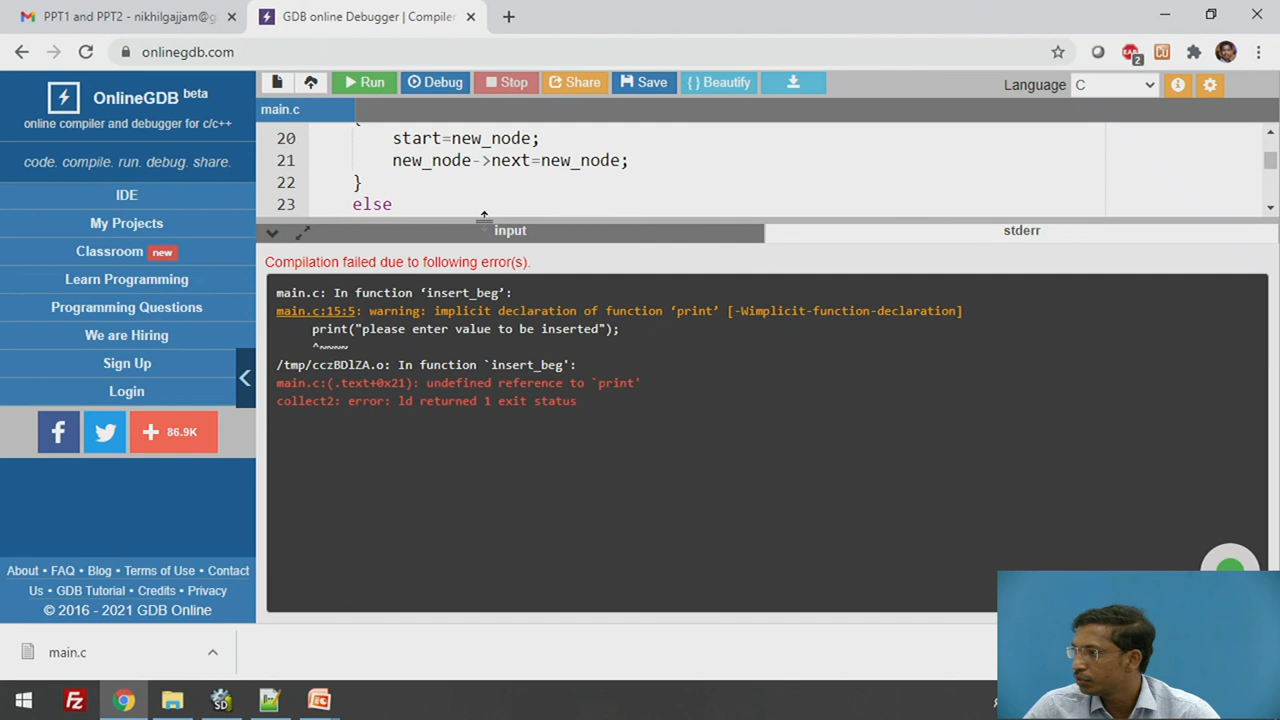 PPT1 and PPT2 - nikhilgajjam@g
GDB online Debugger | Compiler
onlinegdb.com
2
OnlineGDB beta
online compiler and debugger for c/c++
code. compile. run. debug. share.
IDE
My Projects
Classroom new
Learn Programming
Programming Questions
We are Hiring
Sign Up
Login
86.9K
About • FAQ • Blog • Terms of Use • Contact
Us • GDB Tutorial • Credits • Privacy
© 2016 - 2021 GDB Online
Run Debug Stop Share Save { } Beautify
Language C
main.c
20 start=new_node;
21 new_node->next=new_node;
22 }
23 else
input
stderr
Compilation failed due to following error(s).
main.c: In function ‘insert_beg’:
main.c:15:5: warning: implicit declaration of function ‘print’ [-Wimplicit-function-declaration]
print("please enter value to be inserted");
^~~~~
/tmp/cczBDlZA.o: In function `insert_beg':
main.c:(.text+0x21): undefined reference to `print'
collect2: error: ld returned 1 exit status
main.c